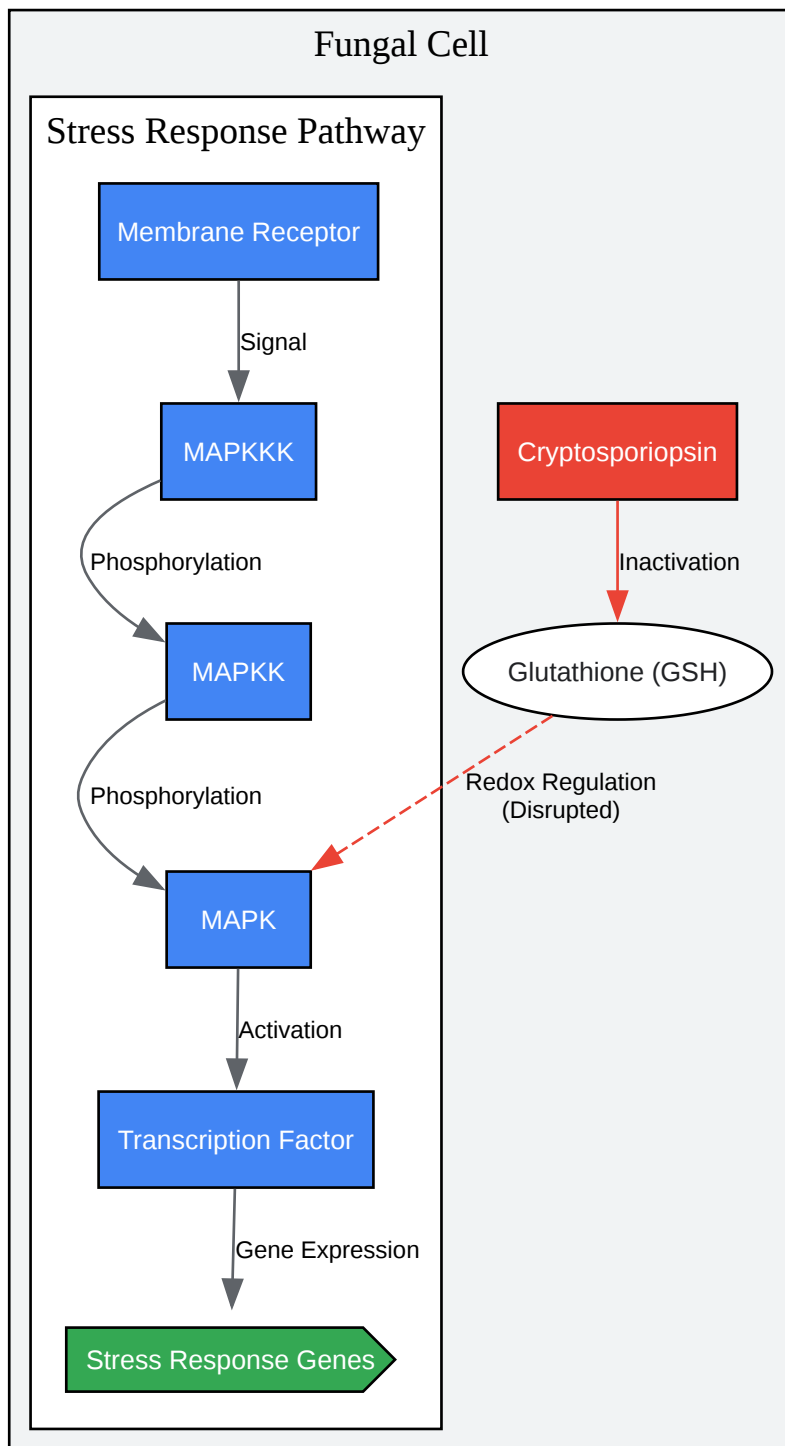 Fungal Cell
Stress Response Pathway
Membrane Receptor
Signal
MAPKKK
Cryptosporiopsin
Phosphorylation
Inactivation
MAPKK
Glutathione (GSH)
Phosphorylation
Redox Regulation
(Disrupted)
MAPK
Activation
Transcription Factor
Gene Expression
Stress Response Genes